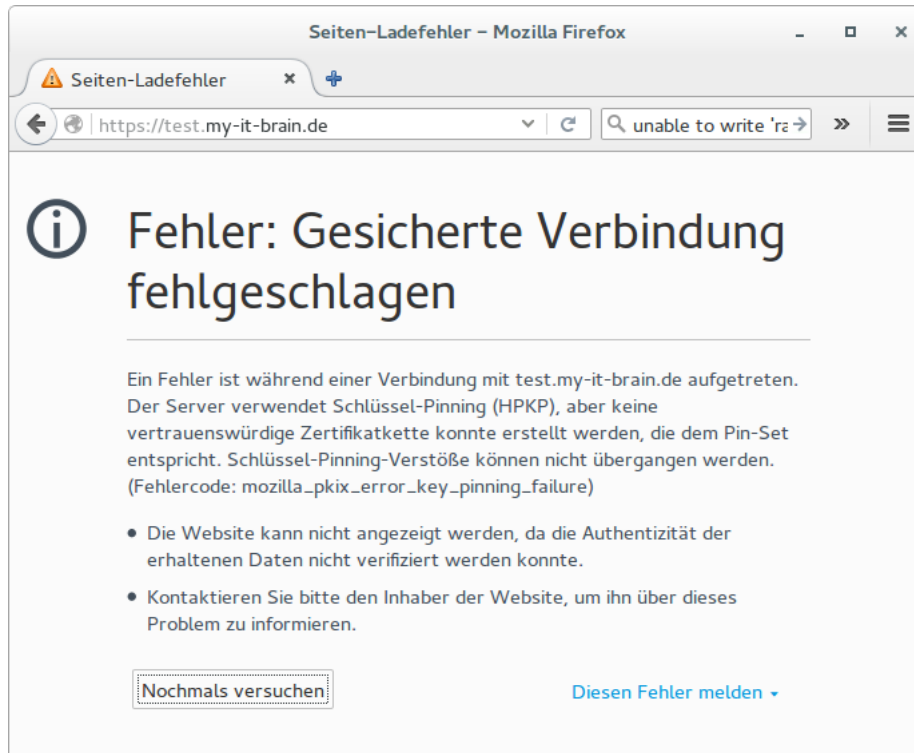 Seiten-Ladefehler – Mozilla Firefox
Seiten-Ladefehler
https://test.my-it-brain.de
unable to write 'ra
Fehler: Gesicherte Verbindung
fehlgeschlagen
Ein Fehler ist während einer Verbindung mit test.my-it-brain.de aufgetreten.
Der Server verwendet Schlüssel-Pinning (HPKP), aber keine
vertrauenswürdige Zertifikatkette konnte erstellt werden, die dem Pin-Set
entspricht. Schlüssel-Pinning-Verstöße können nicht übergangen werden.
(Fehlercode: mozilla_pkix_error_key_pinning_failure)
• Die Website kann nicht angezeigt werden, da die Authentizität der
erhaltenen Daten nicht verifiziert werden konnte.
• Kontaktieren Sie bitte den Inhaber der Website, um ihn über dieses
Problem zu informieren.
Nochmals versuchen
Diesen Fehler melden